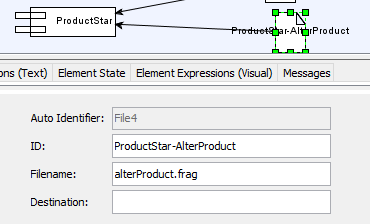 ProductStar
ProductStar-AlterProduct
ns (Text) Element State Element Expressions (Visual) Messages
Auto Identifier: File4
ID: ProductStar-AlterProduct
Filename: alterProduct.frag
Destination: